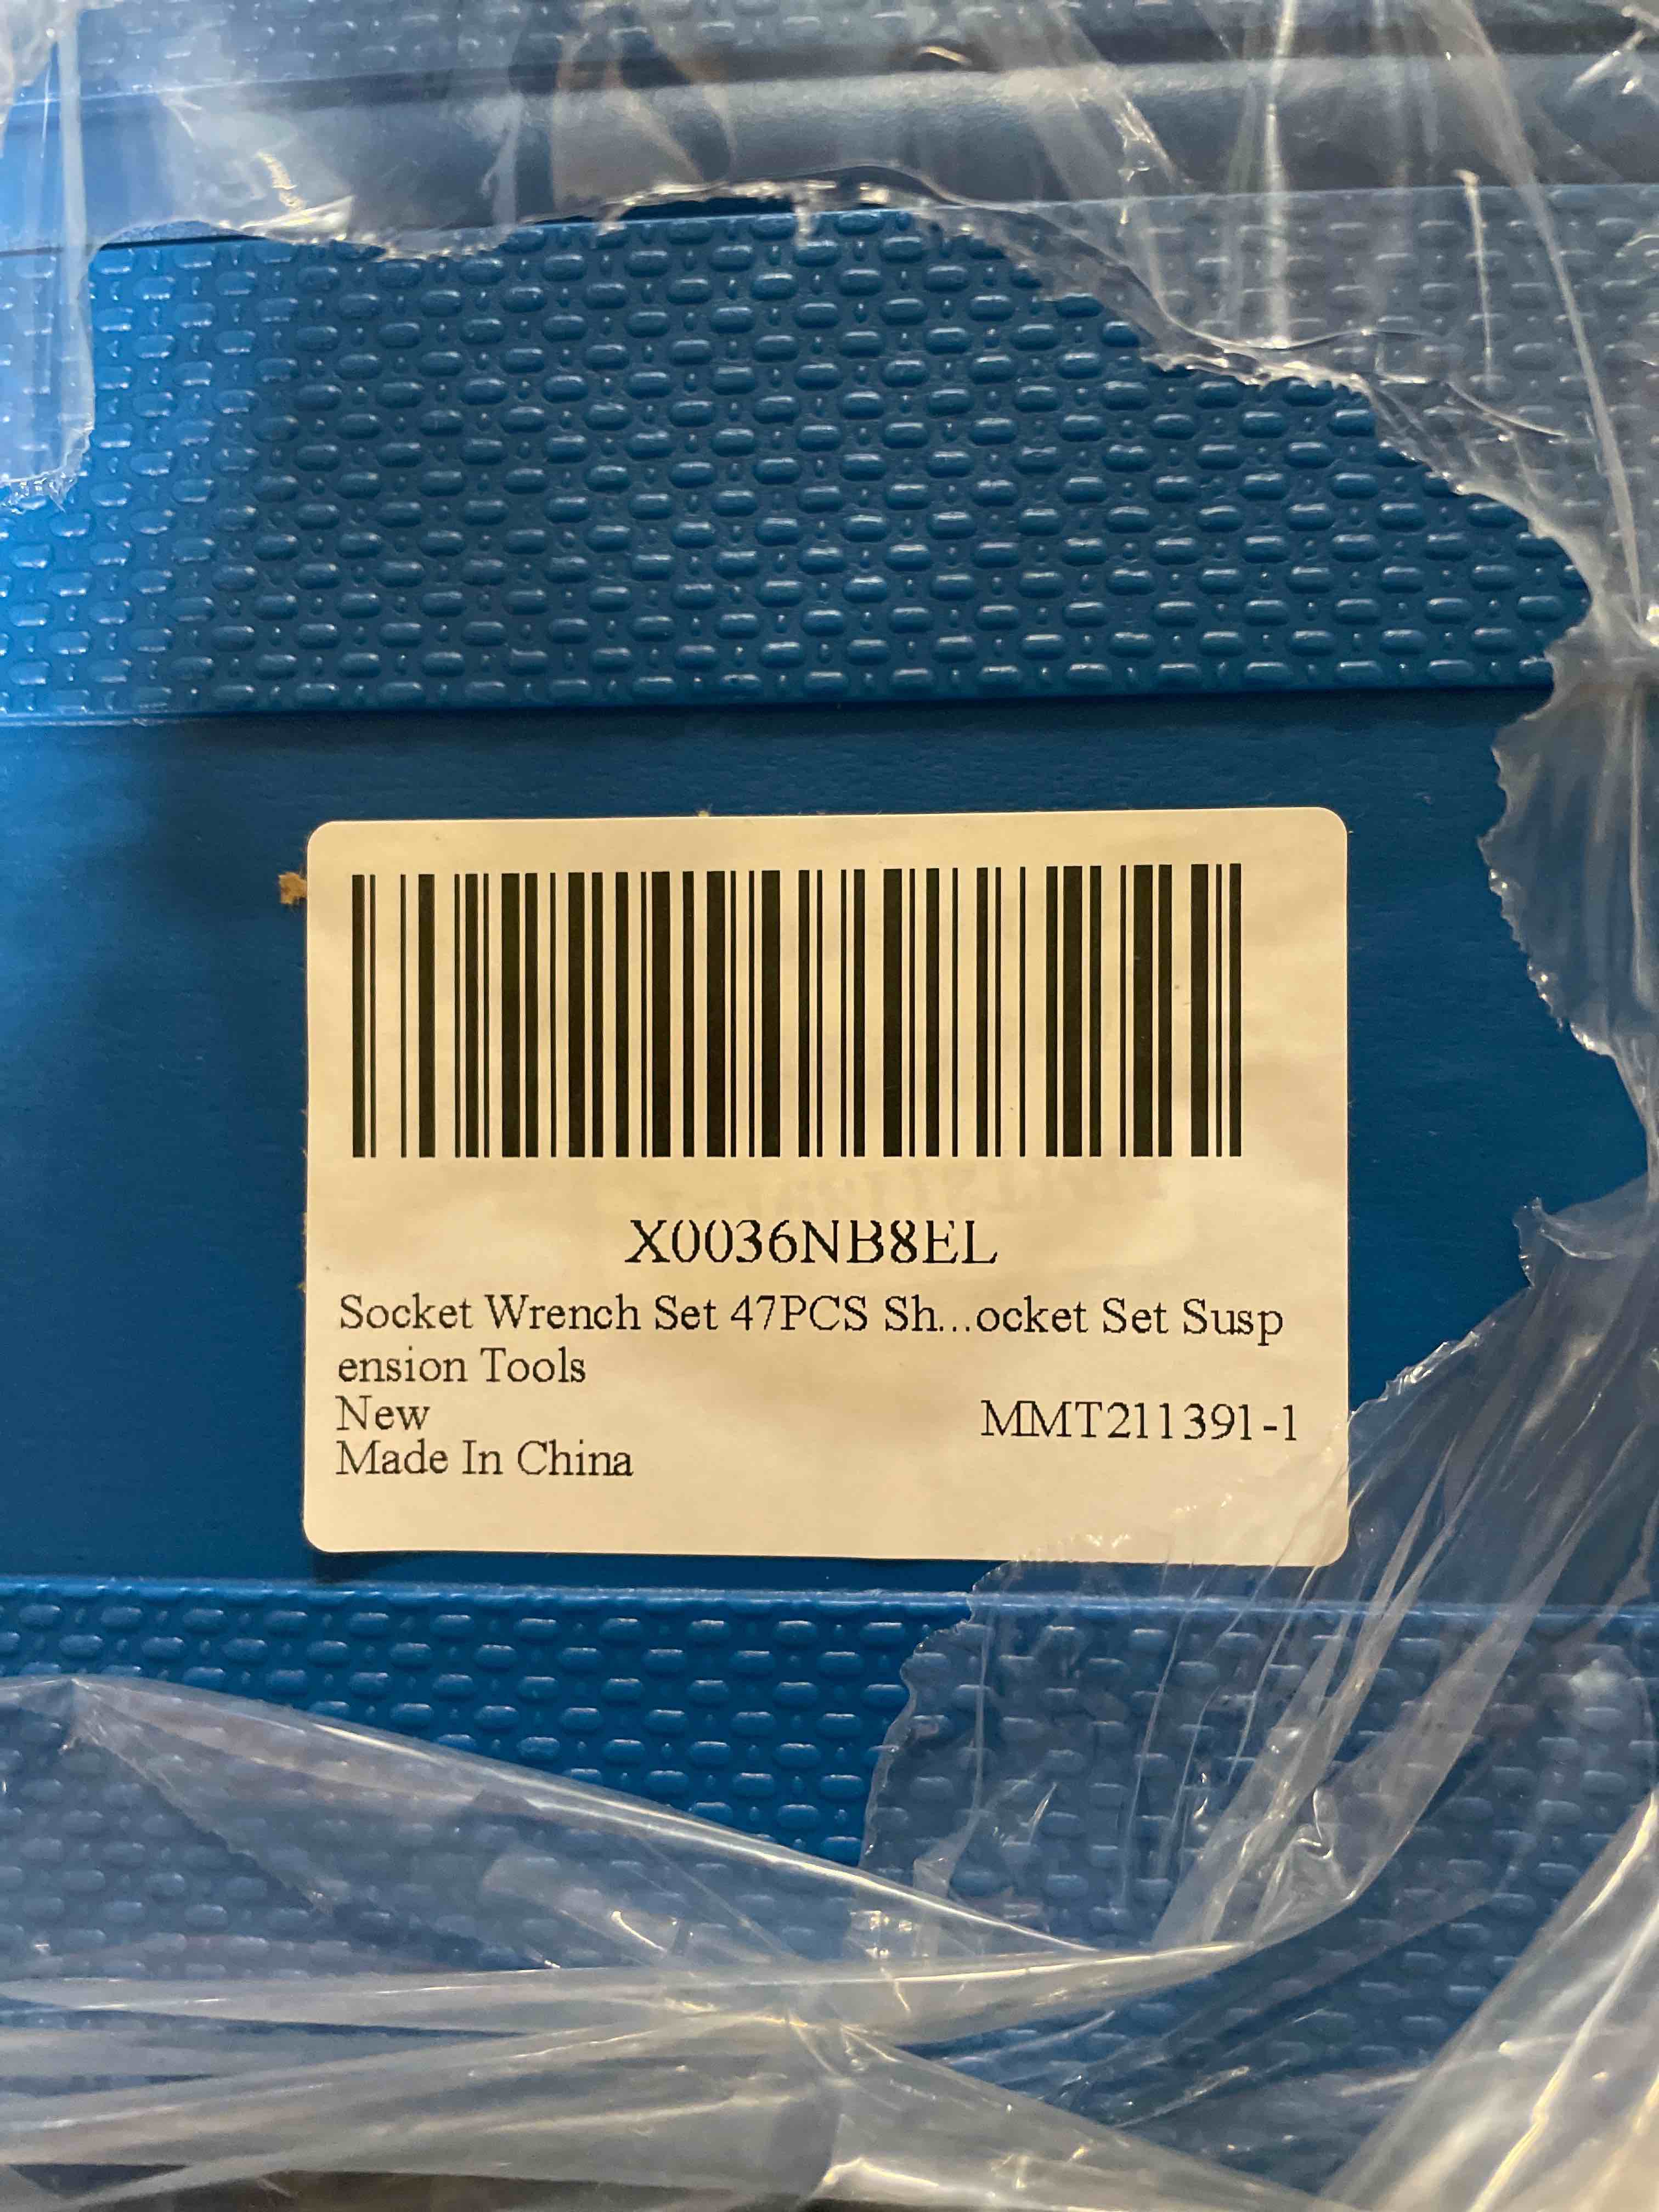 X0036NB8EL
Socket Wrench Set 47PCS Sh...ocket Set Susp
ension Tools
New
MMT211391-1
Made In China